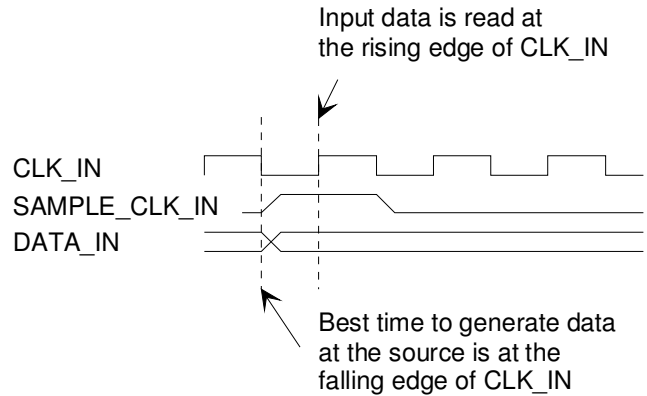 Input data is read at
the rising edge of CLK_IN
CLK_IN
SAMPLE_CLK_IN
DATA_IN
Best time to generate data
at the source is at the
falling edge of CLK_IN